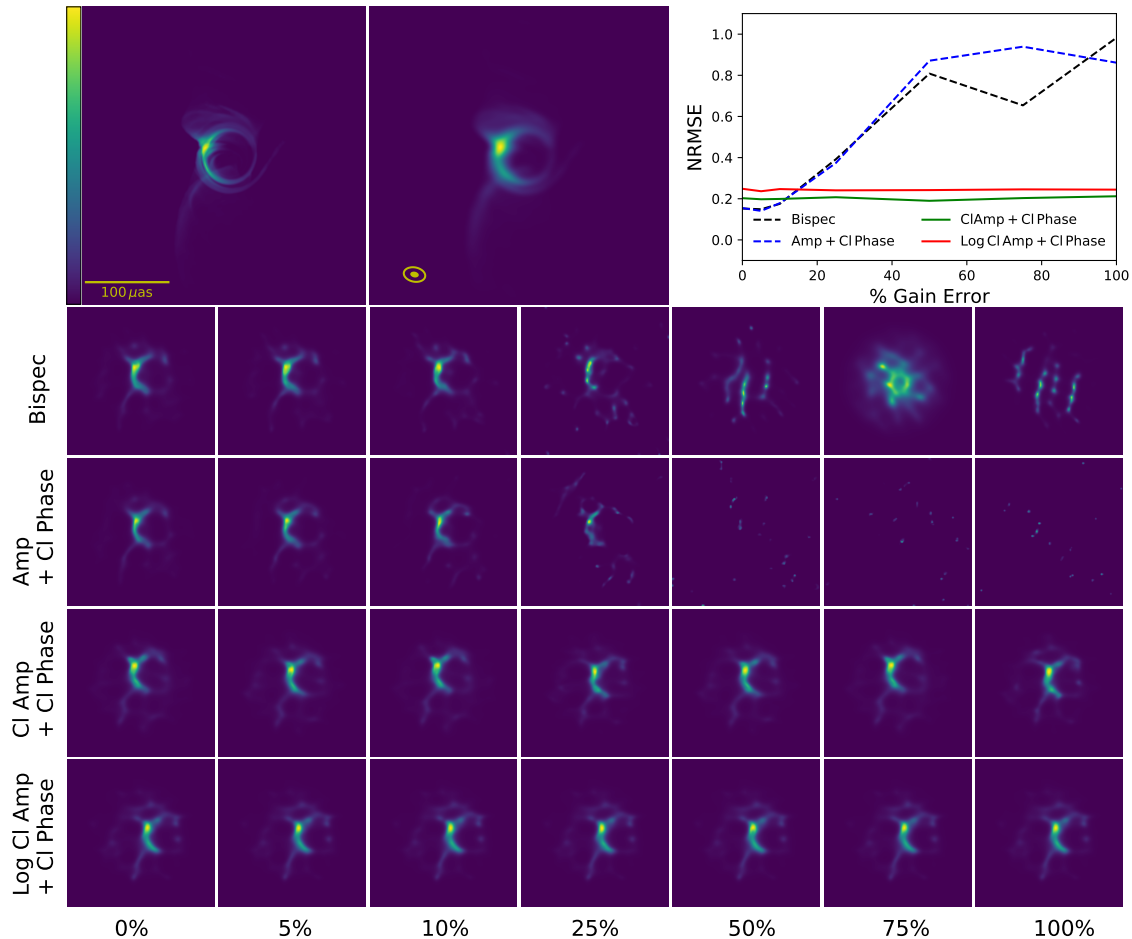 100 μas
1.0
0.8
0.6
0.4
0.2
0.0
NRMSE
Bispec
Amp + Cl Phase
ClAmp + Cl Phase
Log Cl Amp + Cl Phase
0 20 40 60 80 100
% Gain Error
Bispec
Amp
+ Cl Phase
Cl Amp
+ Cl Phase
Log Cl Amp
+ Cl Phase
0% 5% 10% 25% 50% 75% 100%